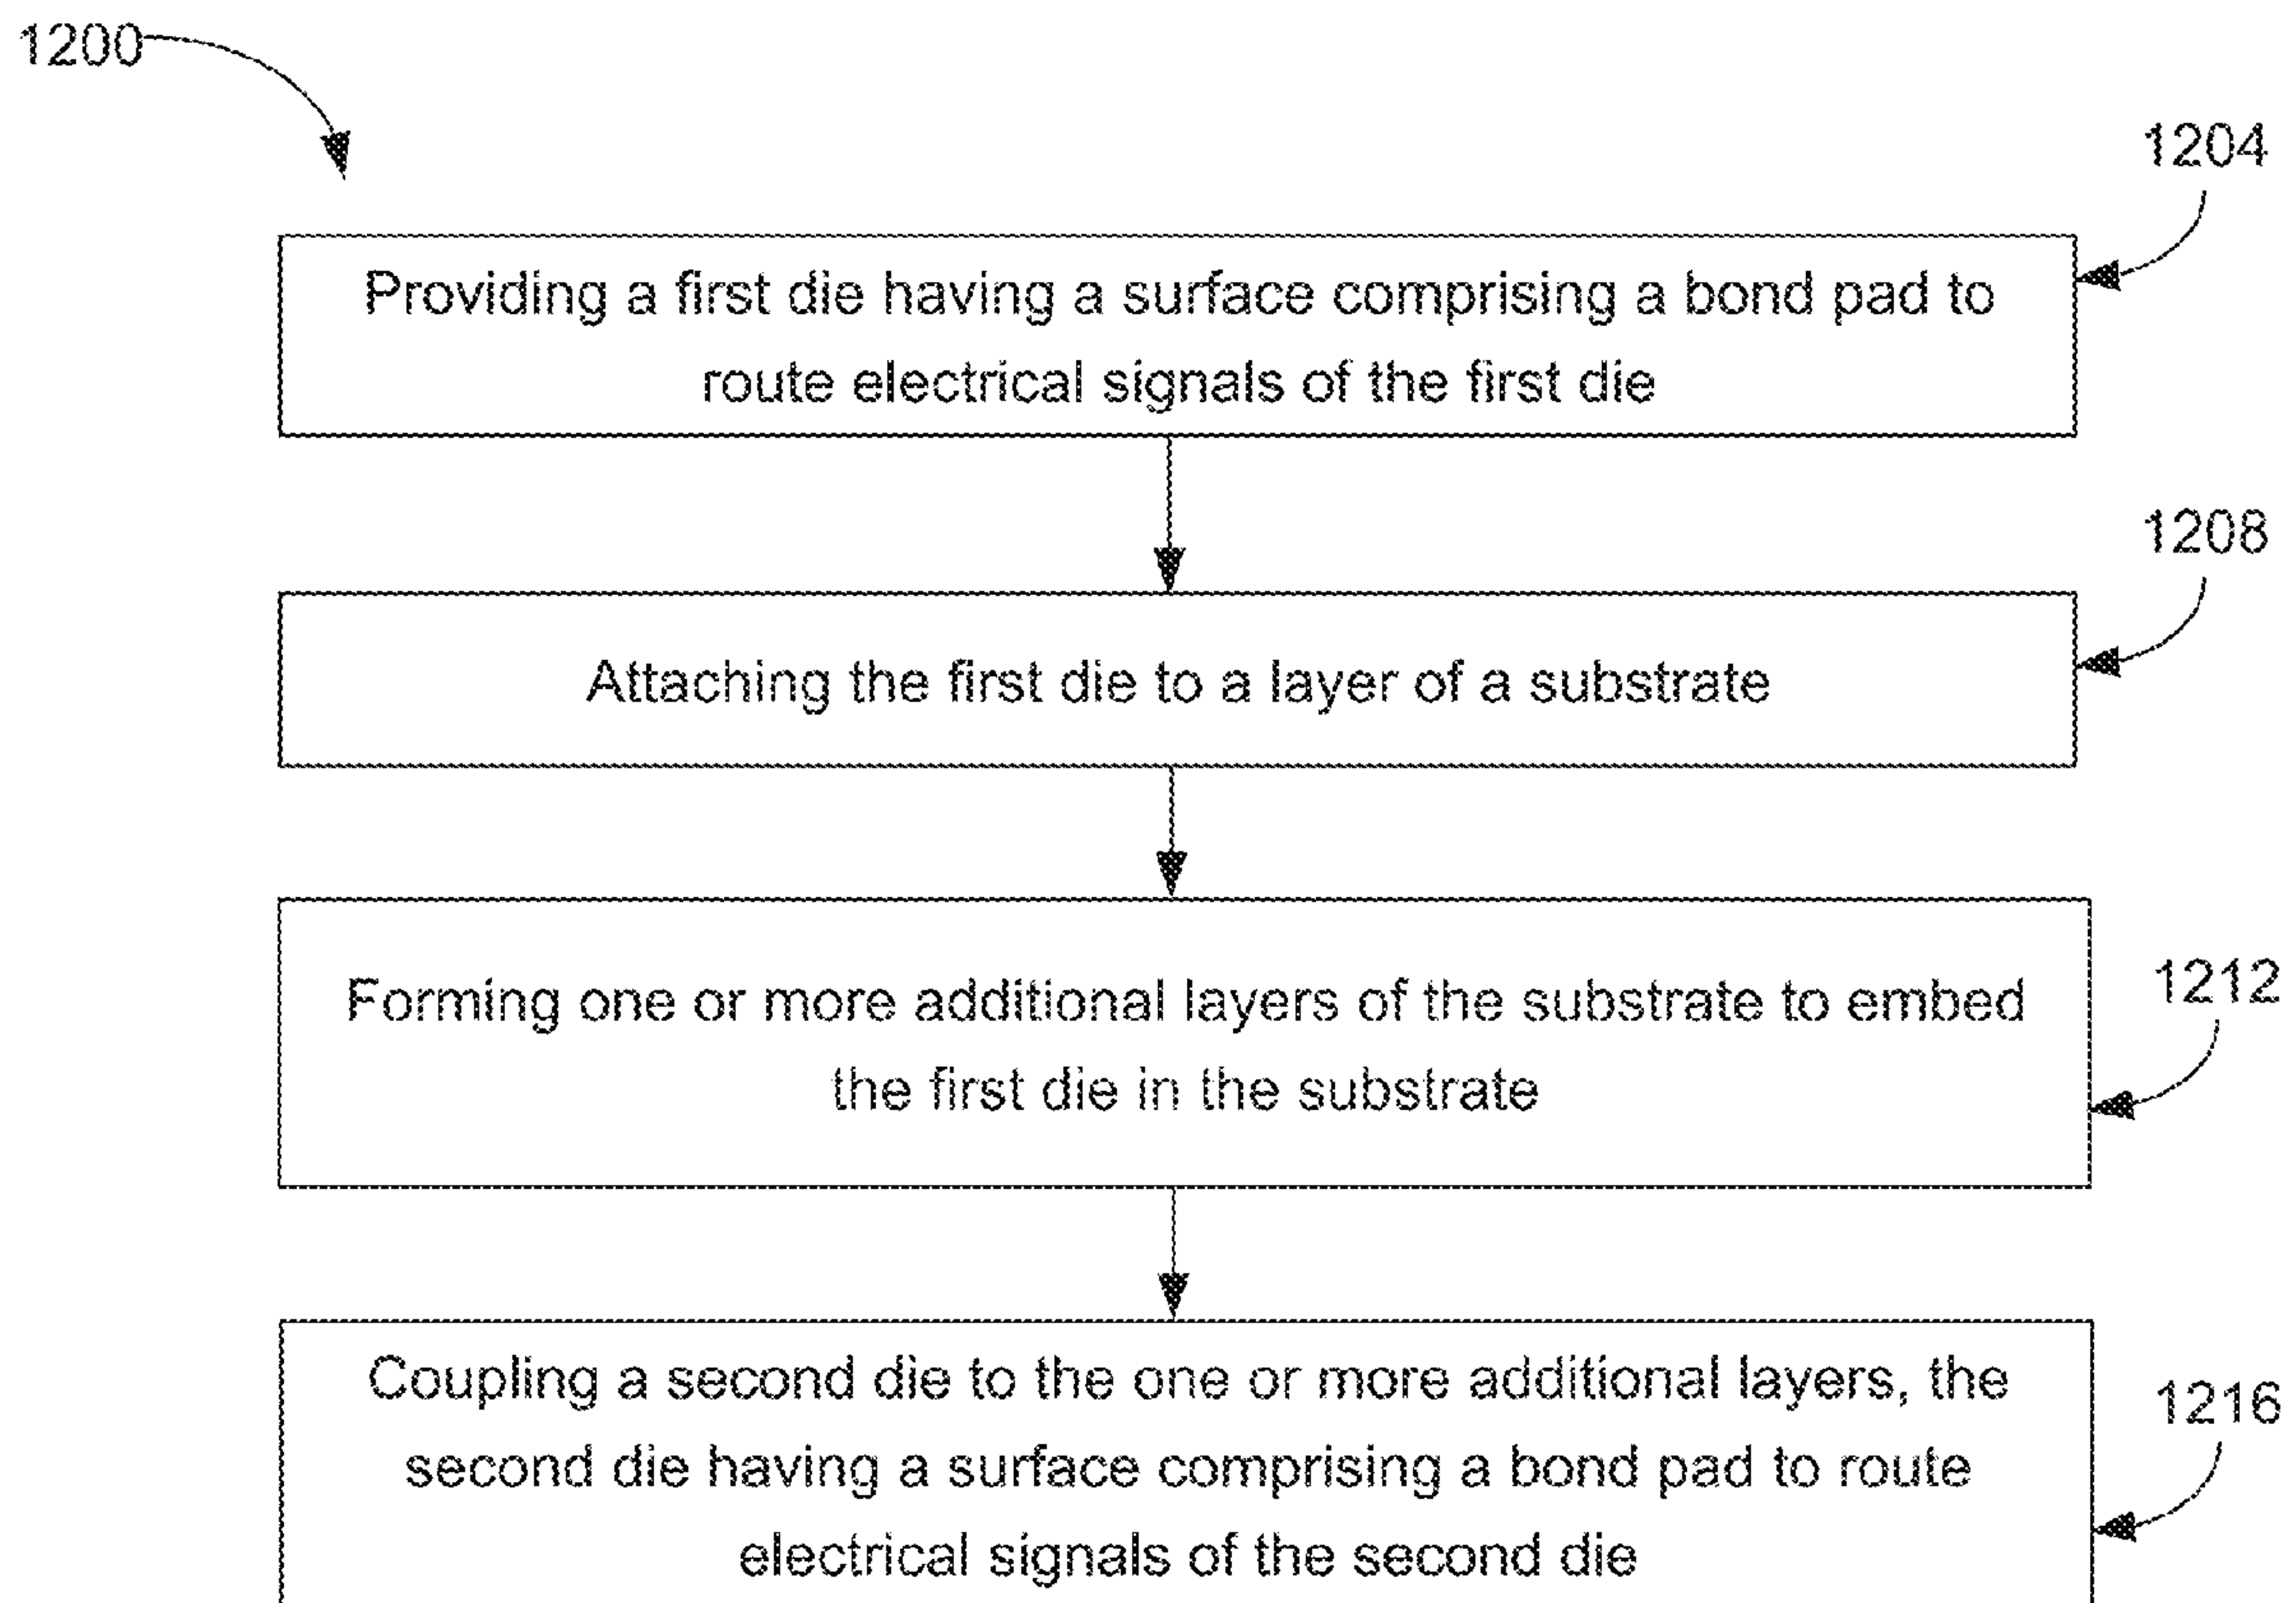 1200
1204
Providing a first die having a surface comprising a bond pad to
route electrical signals of the first die
1208
Attaching the first die to a layer of a substrate
1212
Forming one or more additional layers of the substrate to embed
the first die in the substrate
1216
Coupling a second die to the one or more additional layers, the
second die having a surface comprising a bond pad to route
electrical signals of the second die